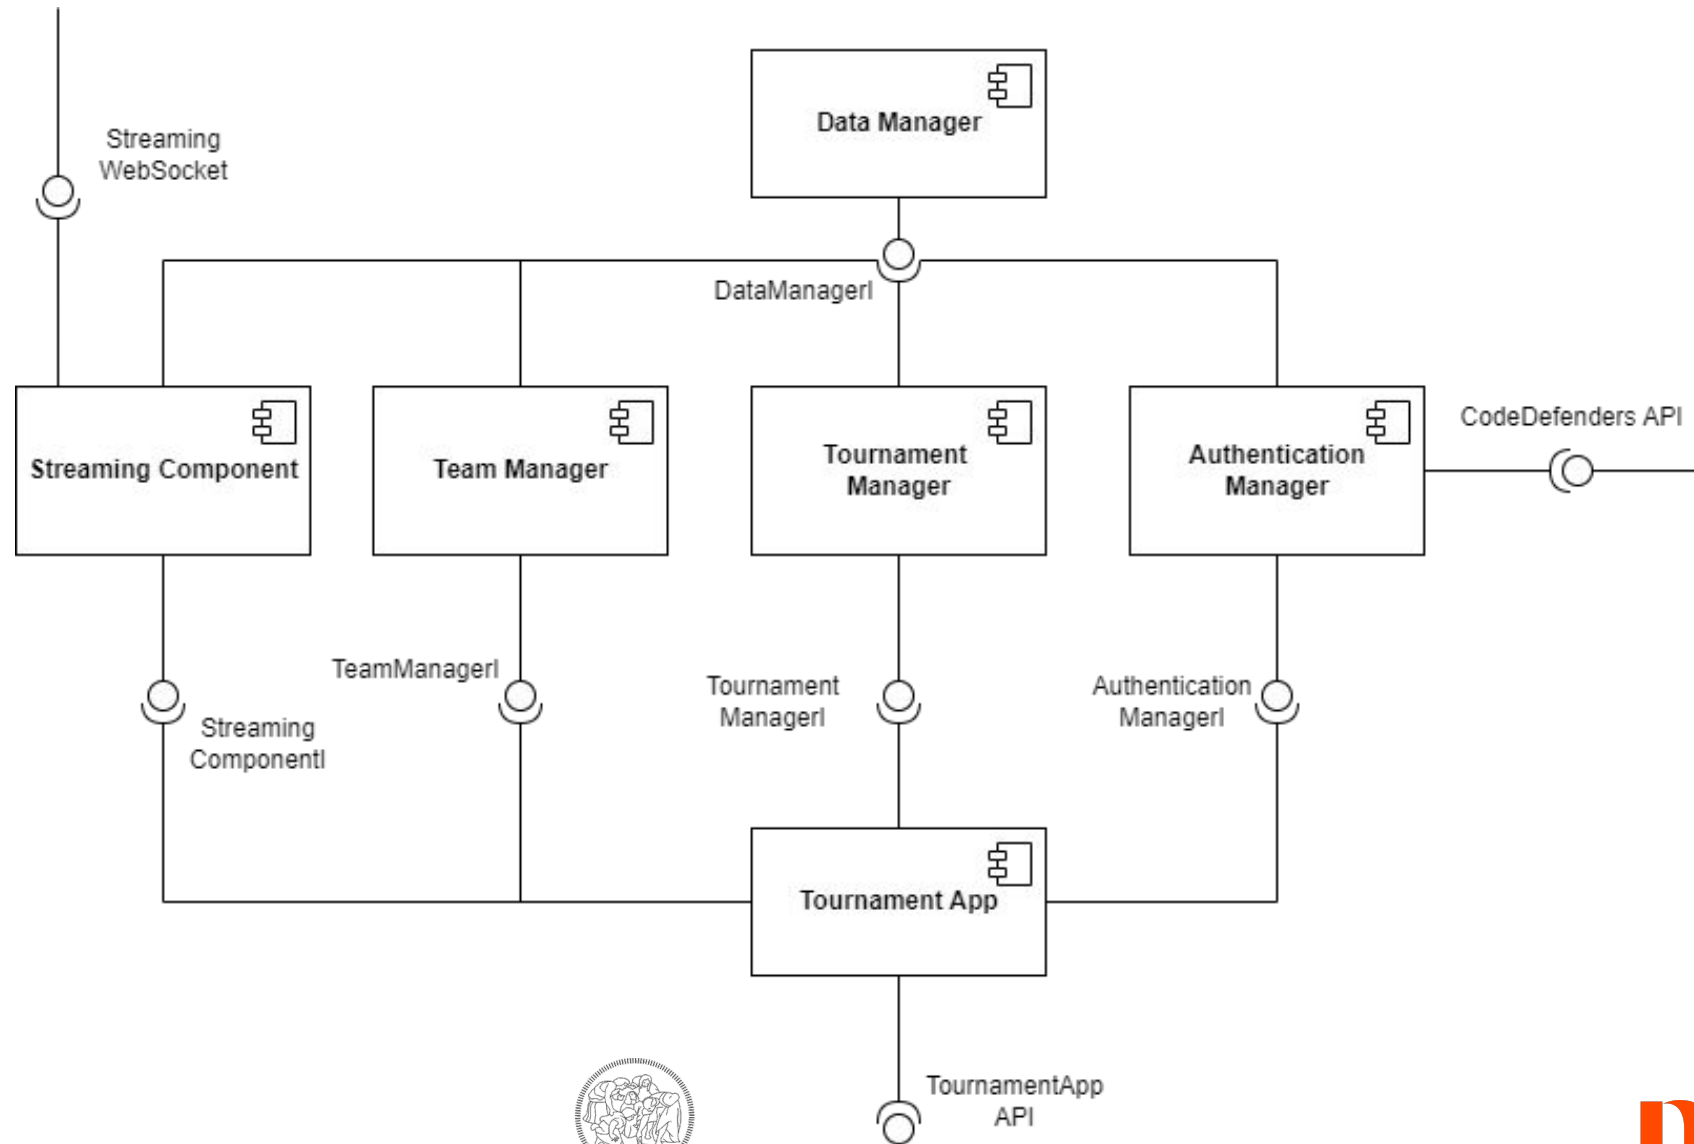 Data Manager
Streaming
WebSocket
DataManagerI
CodeDefenders API
Streaming Component
Team Manager
Tournament
Manager
Authentication
Manager
TeamManagerI
Tournament
ManagerI
Authentication
ManagerI
Streaming
ComponentI
Tournament App
TournamentApp
API